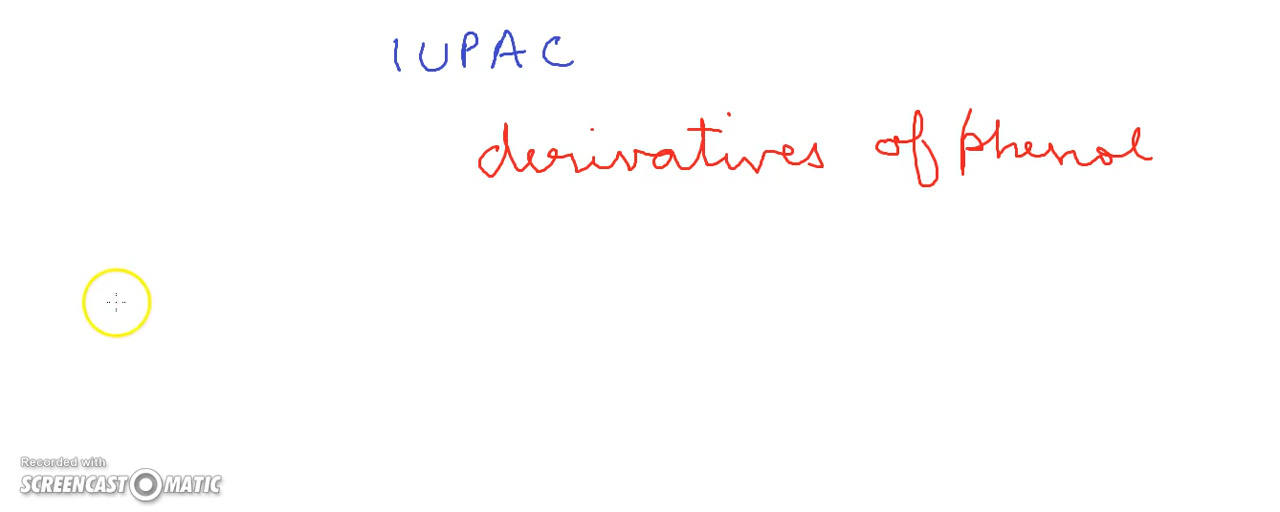 IUPAC
derivatives of phenol
Recorded with
SCREENCAST MATIC